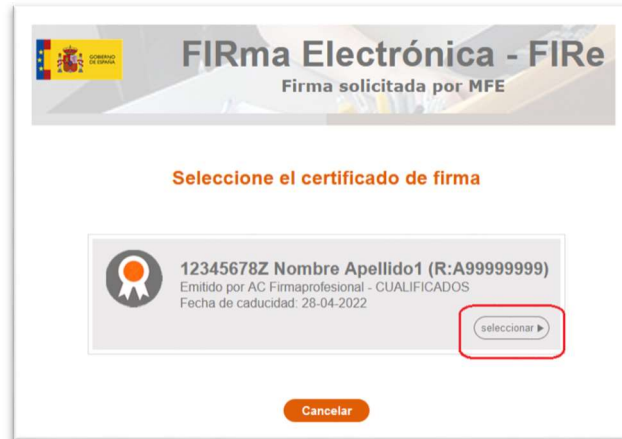 GOBIERNO
DE ESPAÑA
FIRma Electrónica - FIRe
Firma solicitada por MFE
Seleccione el certificado de firma
12345678Z Nombre Apellido1 (R:A99999999)
Emitido por AC Firmaprofesional - CUALIFICADOS
Fecha de caducidad: 28-04-2022
seleccionar
Cancelar